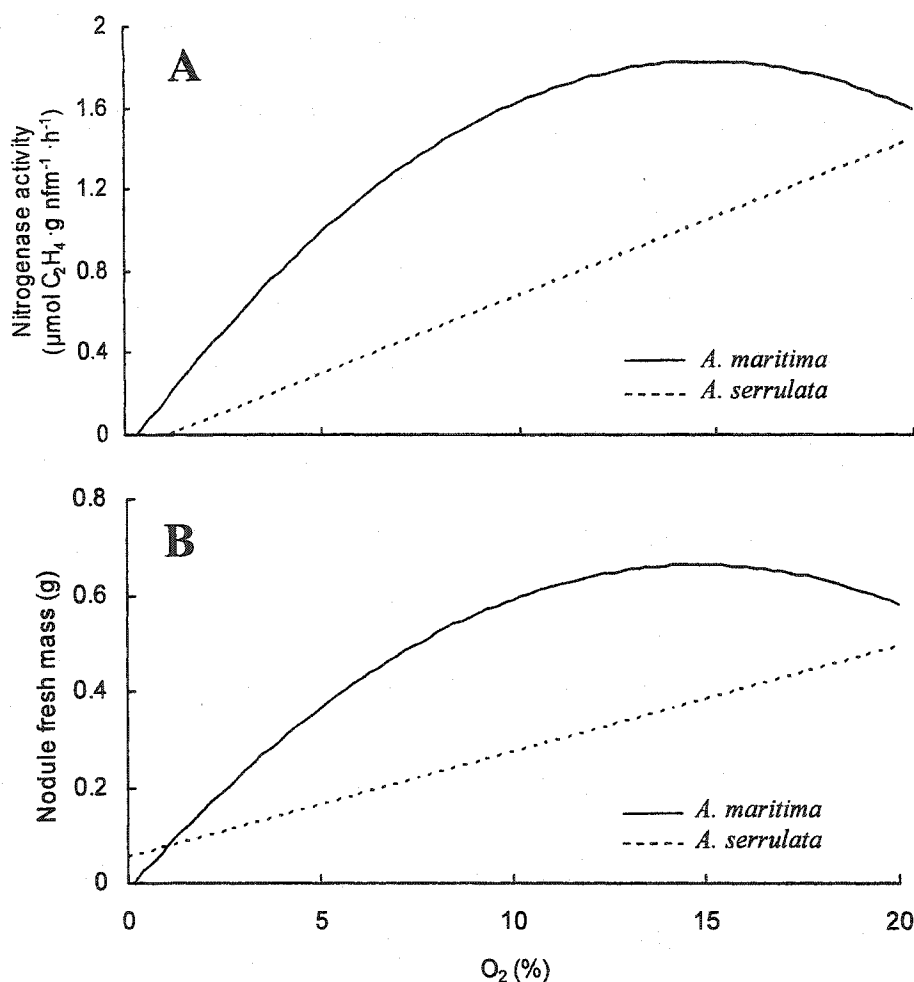 A
Nitrogenase activity
(µmol C₂H₄ ·g nfm⁻¹ ·h⁻¹)
2
1.6
1.2
0.8
0.4
0
A. maritima
A. serrulata
B
Nodule fresh mass (g)
0.8
0.6
0.4
0.2
0
A. maritima
A. serrulata
0 5 10 15 20
O₂ (%)